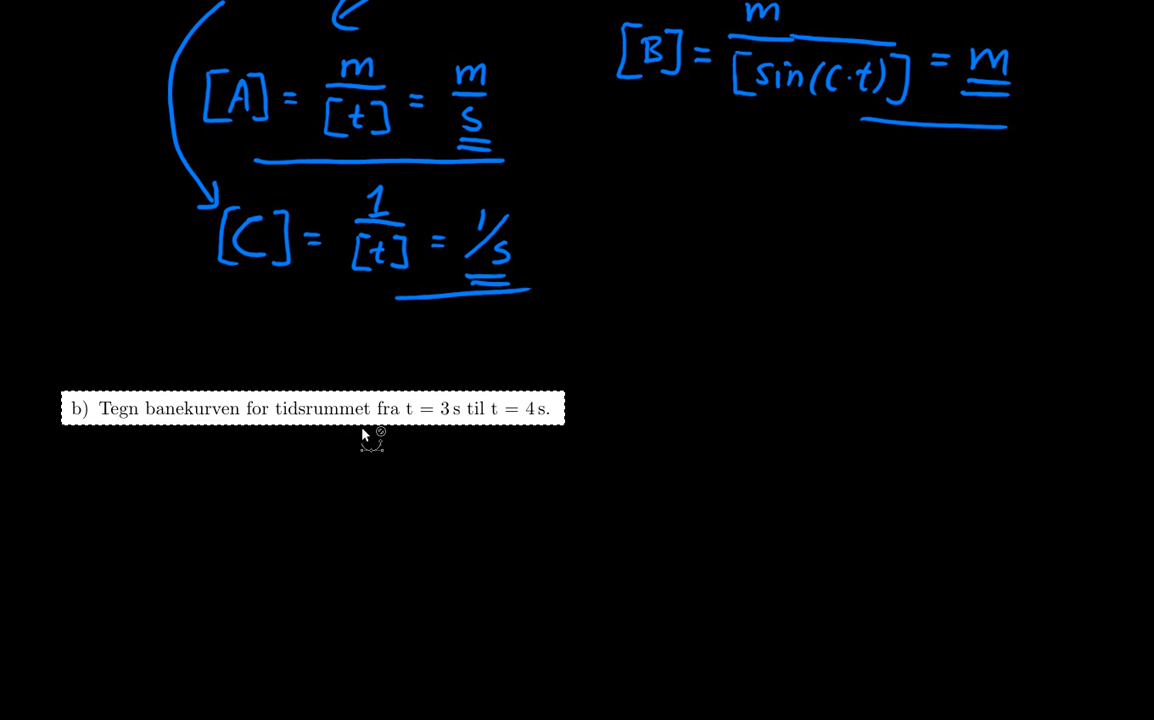 [A] = m/[t] = m/s
[C] = 1/[t] = 1/s
[B] = m/[sin(C·t)] = m
b) Tegn banekurven for tidsrummet fra t = 3 s til t = 4 s.